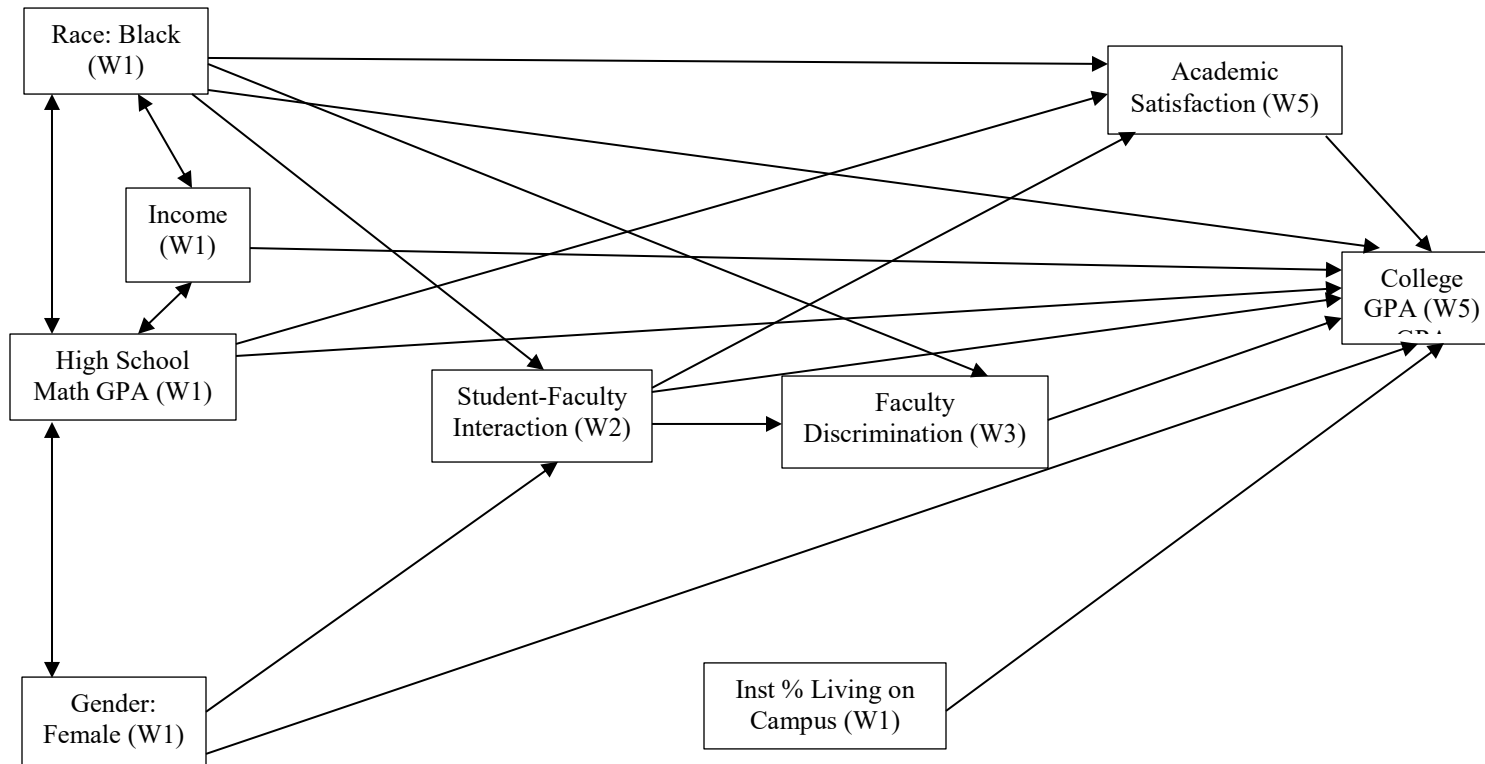 Race: Black
(W1)
Academic
Satisfaction (W5)
Income
(W1)
College
GPA (W5)
GPA
High School
Math GPA (W1)
Student-Faculty
Interaction (W2)
Faculty
Discrimination (W3)
Gender:
Female (W1)
Inst % Living on
Campus (W1)